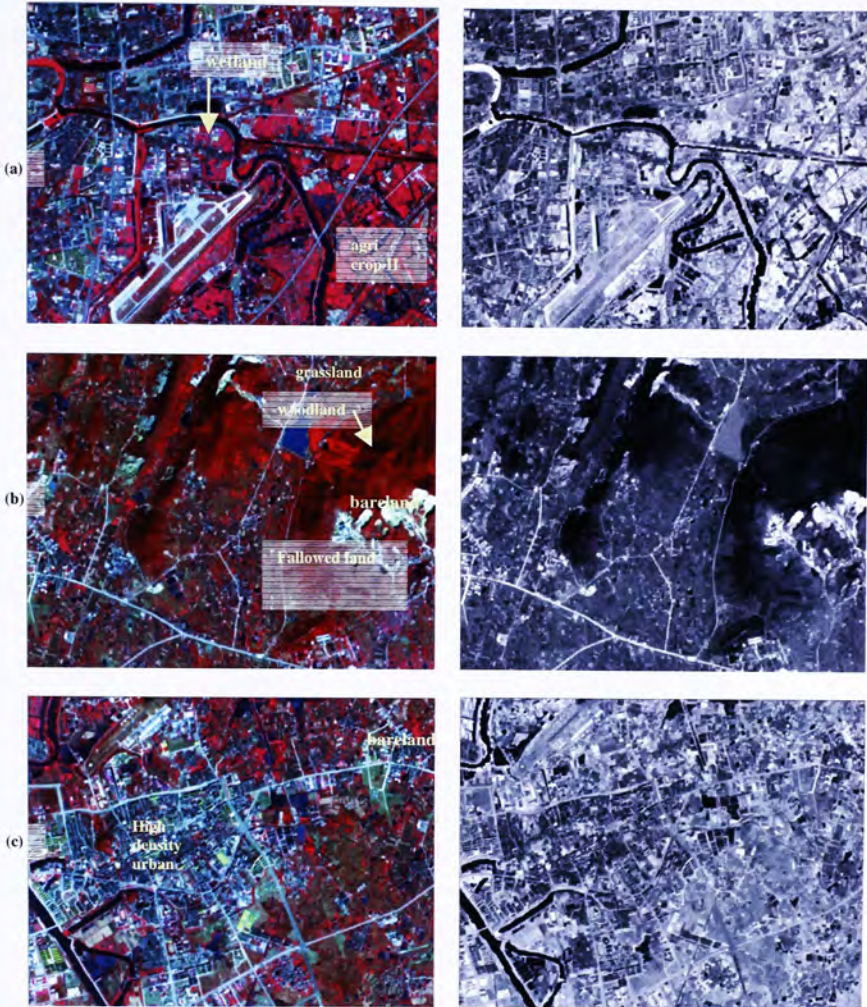 wetland
(a)
agri
crop-II
grassland
woodland
(b)
bareland
Fallowed land
bareland
High
density
urban
(c)